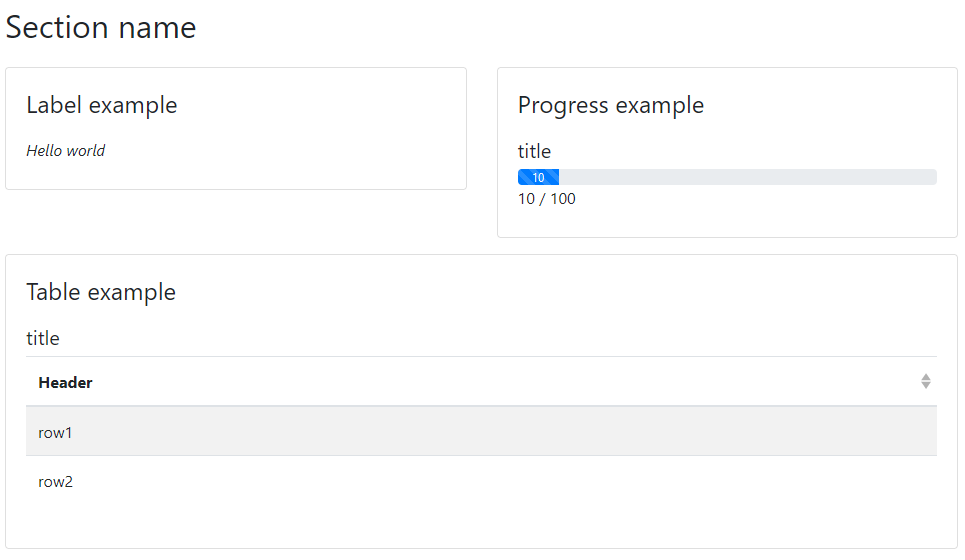 Section name
Label example
Hello world
Progress example
title
10
10 / 100
Table example
title
Header
row1
row2